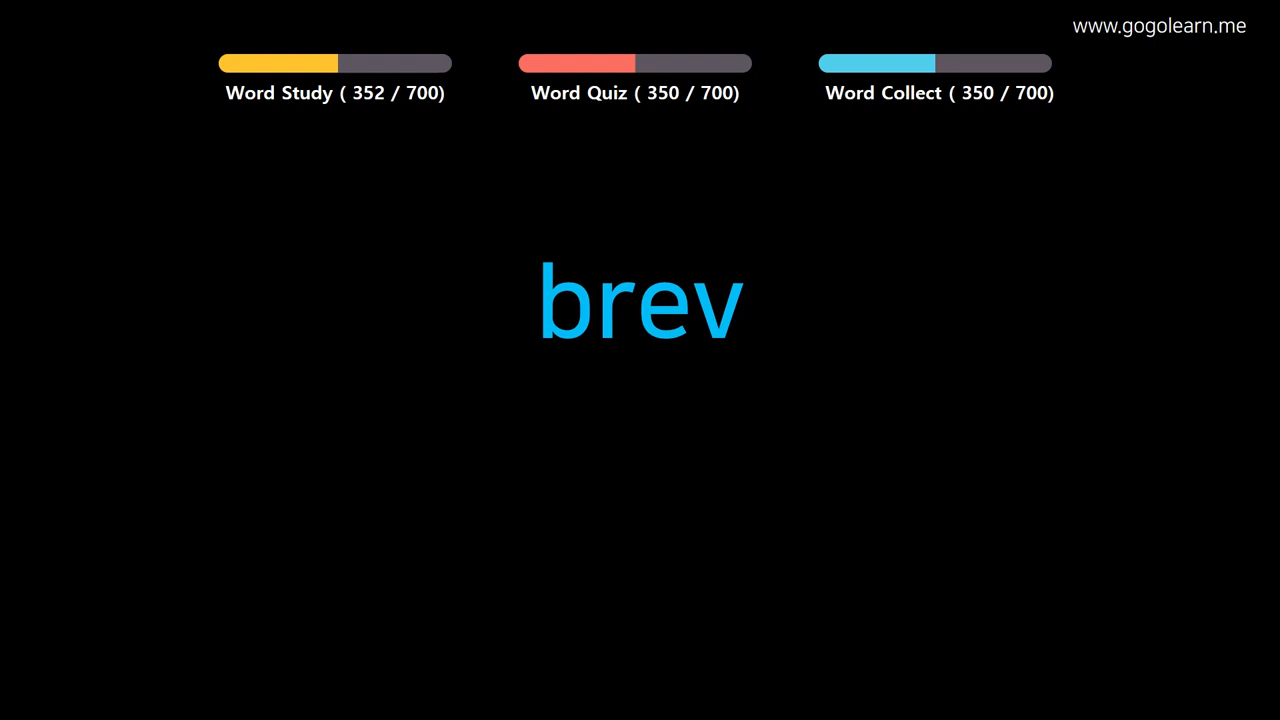 www.gogolearn.me
Word Study ( 352 / 700)
Word Quiz ( 350 / 700)
Word Collect ( 350 / 700)
brev